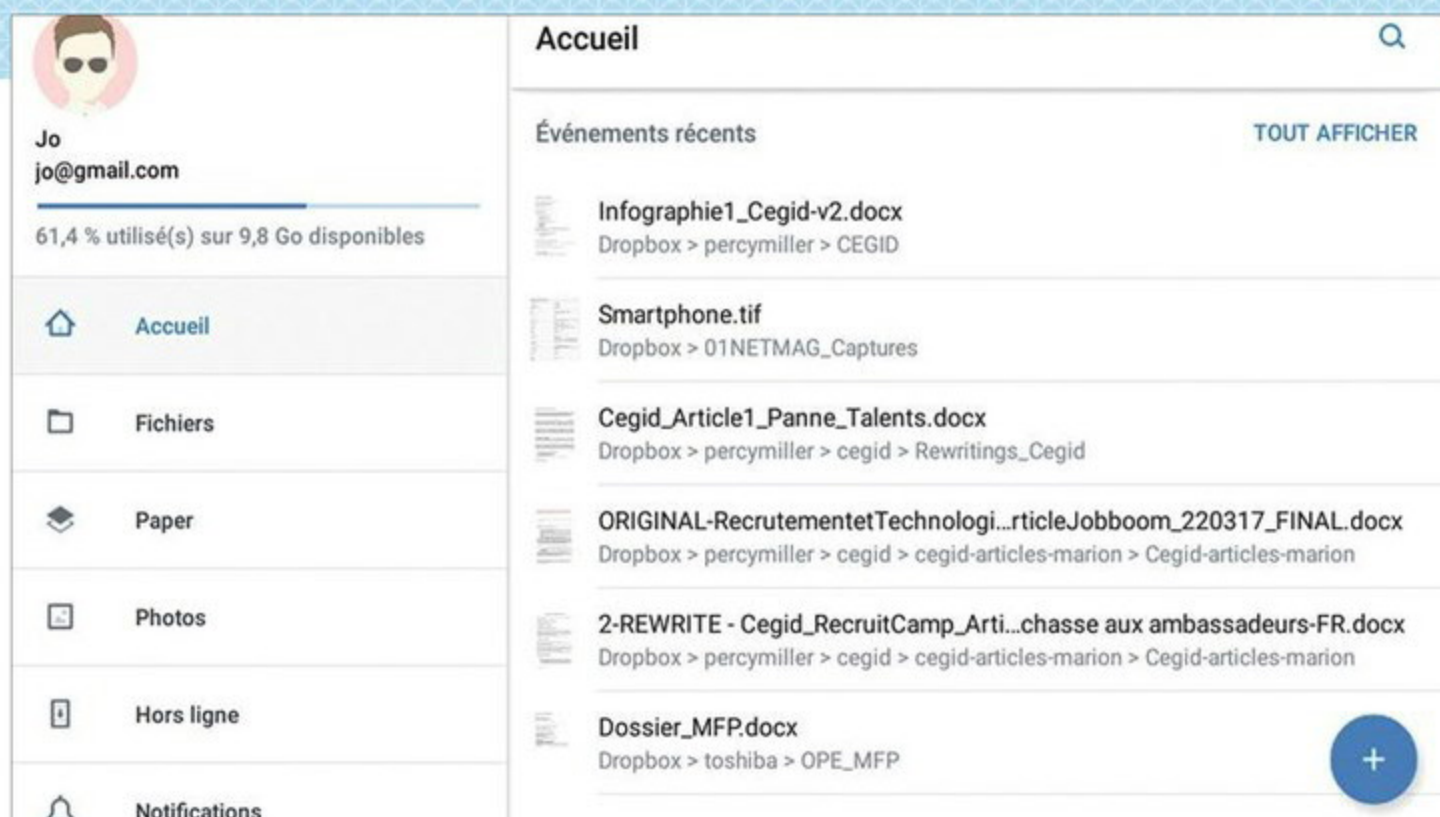 Jo
jo@gmail.com
61,4 % utilisé(s) sur 9,8 Go disponibles
Accueil
Fichiers
Paper
Photos
Hors ligne
Notifications
Accueil
Événements récents
TOUT AFFICHER
Infographie1_Cegid-v2.docx
Dropbox > percymiller > CEGID
Smartphone.tif
Dropbox > 01NETMAG_Captures
Cegid_Article1_Panne_Talents.docx
Dropbox > percymiller > cegid > Rewritings_Cegid
ORIGINAL-RecrutementetTechnologi...rticleJobboom_220317_FINAL.docx
Dropbox > percymiller > cegid > cegid-articles-marion > Cegid-articles-marion
2-REWRITE - Cegid_RecruitCamp_Arti...chasse aux ambassadeurs-FR.docx
Dropbox > percymiller > cegid > cegid-articles-marion > Cegid-articles-marion
Dossier_MFP.docx
Dropbox > toshiba > OPE_MFP